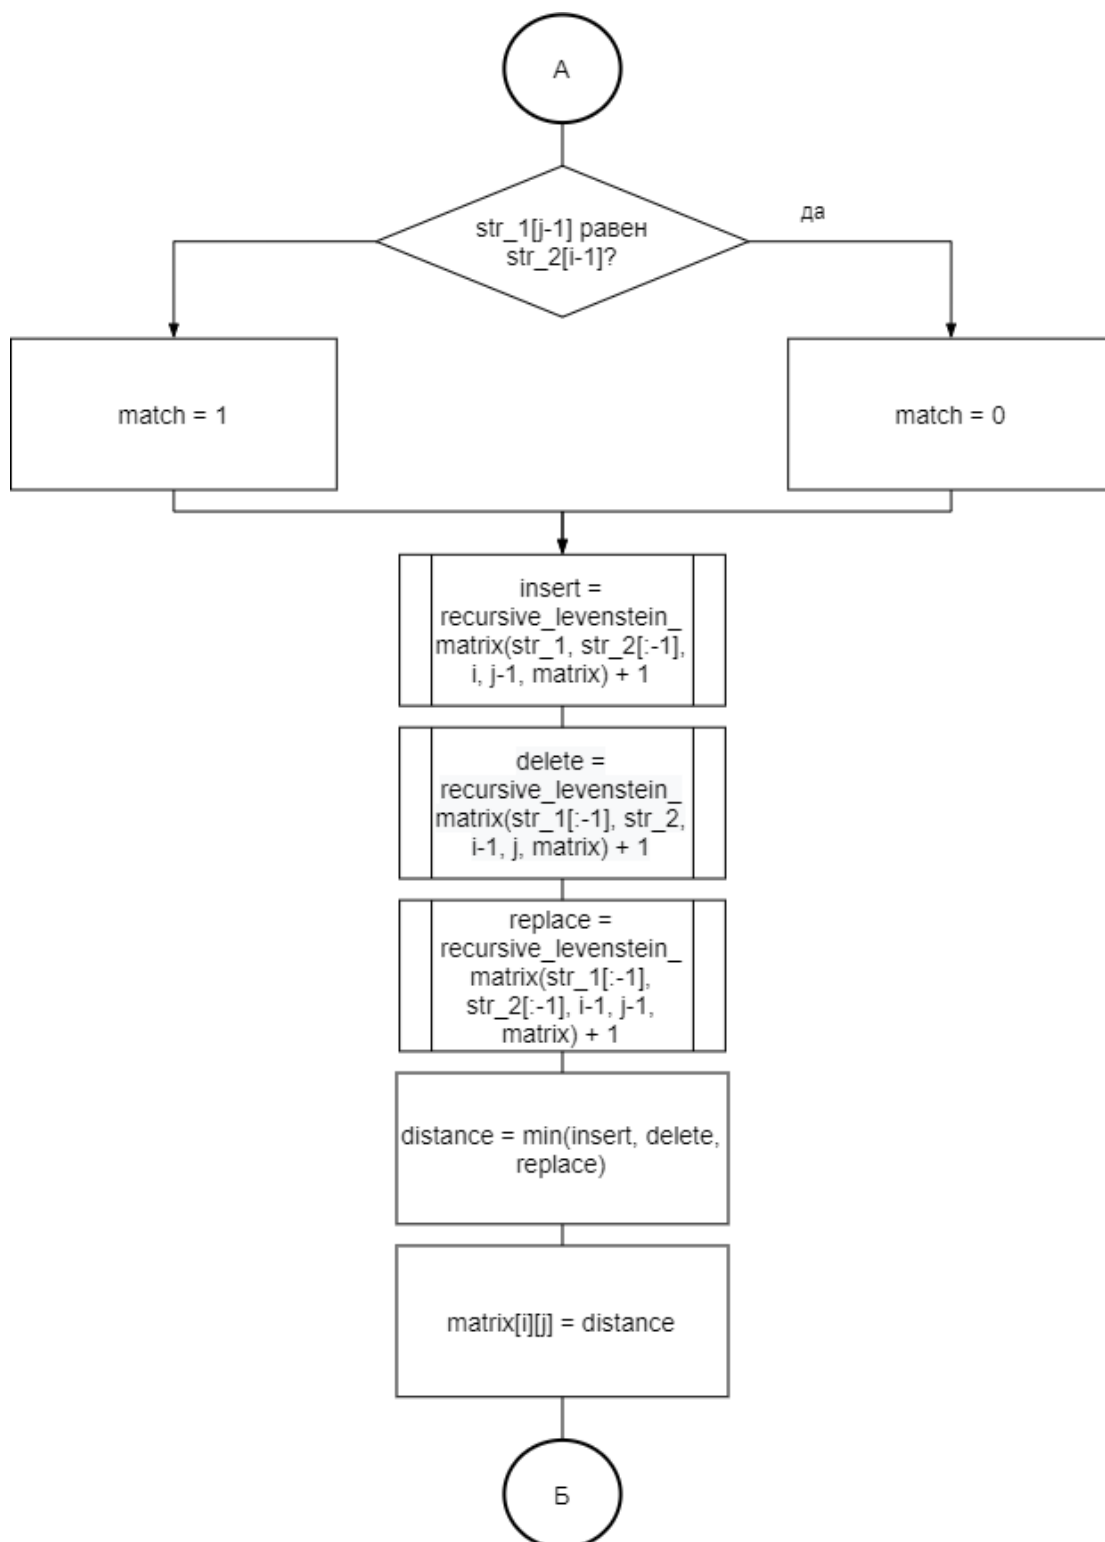 А
str_1[j-1] равен
str_2[i-1]?
да
match = 1
match = 0
insert =
recursive_levenstein_
matrix(str_1, str_2[:-1],
i, j-1, matrix) + 1
delete =
recursive_levenstein_
matrix(str_1[:-1], str_2,
i-1, j, matrix) + 1
replace =
recursive_levenstein_
matrix(str_1[:-1],
str_2[:-1], i-1, j-1,
matrix) + 1
distance = min(insert, delete,
replace)
matrix[i][j] = distance
Б